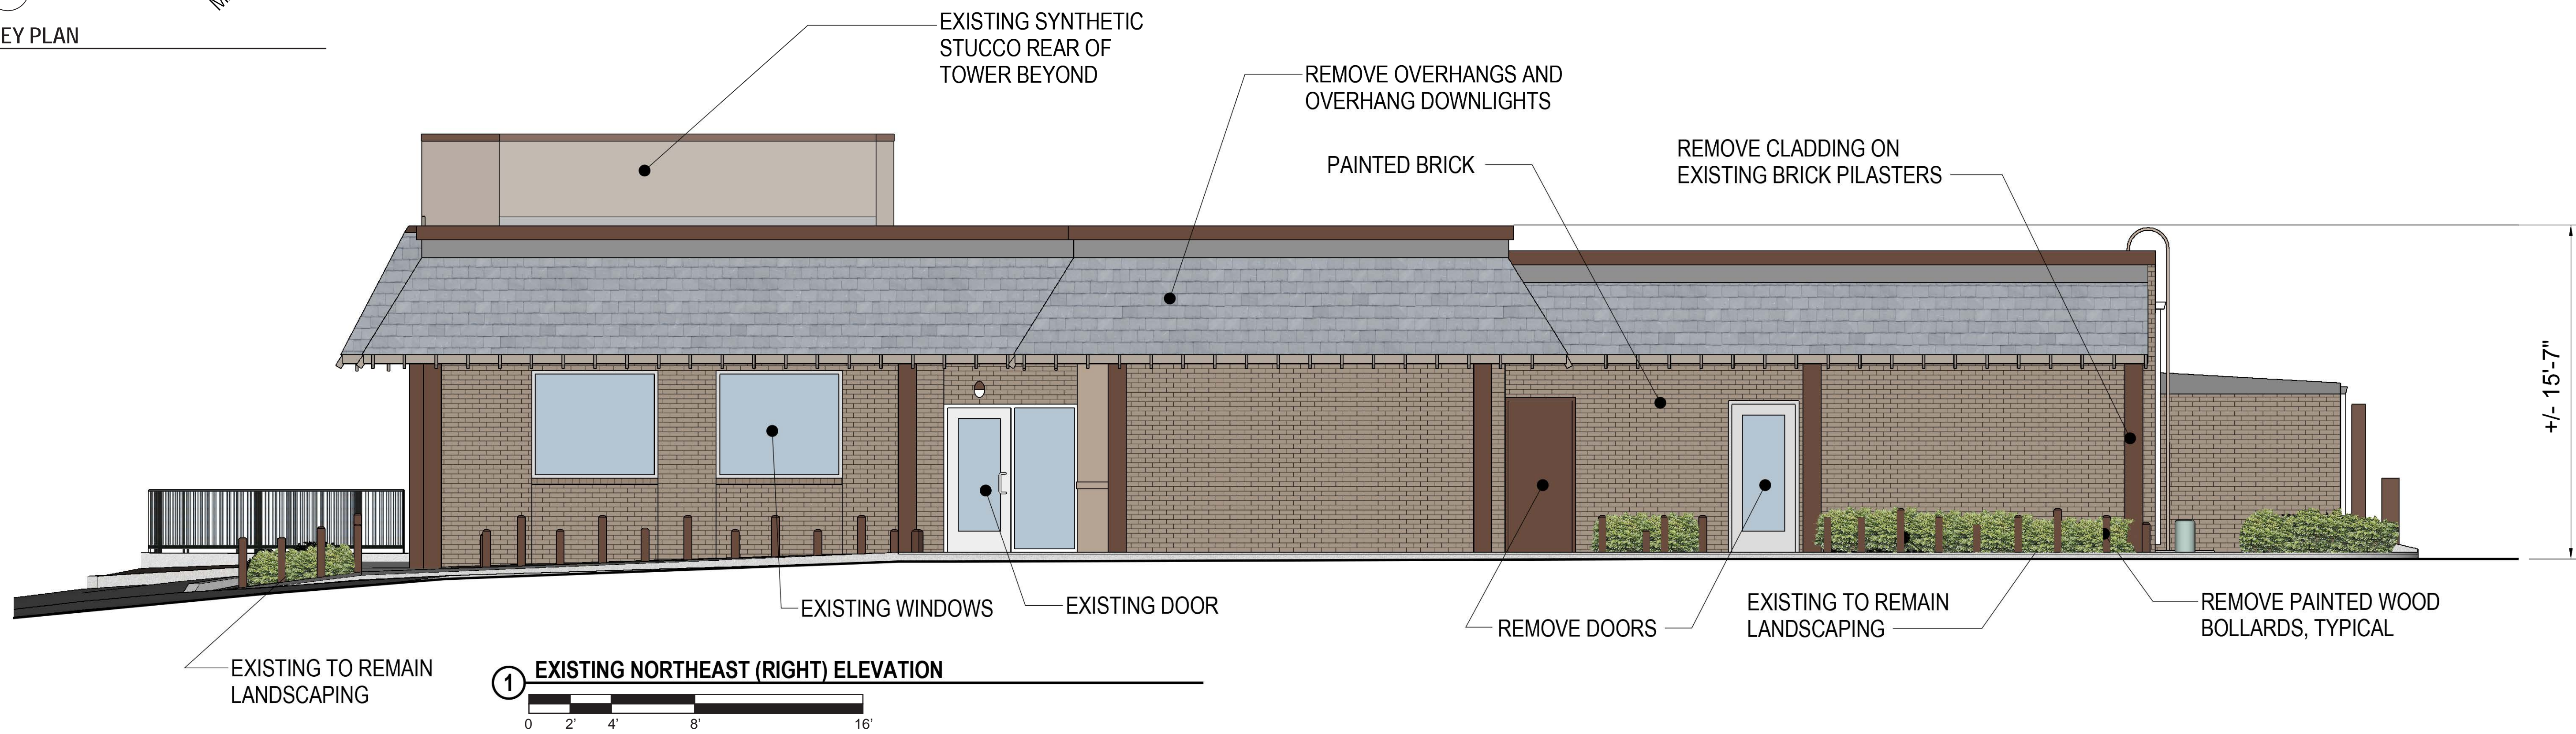 EY PLAN
EXISTING SYNTHETIC
STUCCO REAR OF
TOWER BEYOND
REMOVE OVERHANGS AND
OVERHANG DOWNLIGHTS
PAINTED BRICK
REMOVE CLADDING ON
EXISTING BRICK PILASTERS
+/- 15'-7"
EXISTING WINDOWS
EXISTING DOOR
REMOVE DOORS
EXISTING TO REMAIN
LANDSCAPING
REMOVE PAINTED WOOD
BOLLARDS, TYPICAL
EXISTING TO REMAIN
LANDSCAPING
1 EXISTING NORTHEAST (RIGHT) ELEVATION
0 2' 4' 8' 16'